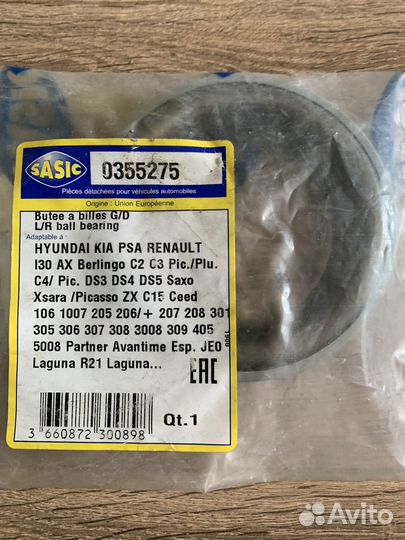 SASIC
0355275
Pièces détachées pour véhicules automobiles
Origine : Union Européenne
Butee a billes G/D
L/R ball bearing
Adaptable à
HYUNDAI KIA PSA RENAULT
I30 AX Berlingo C2 C3 Pic./Plu.
C4/ Pic. DS3 DS4 DS5 Saxo
Xsara /Picasso ZX C15 Ceed
106 1007 205 206/+ 207 208 301
305 306 307 308 3008 309 405
5008 Partner Avantime Esp. JE0
Laguna R21 Laguna...
1900
EAC
3 660872 300898
Qt.1
Avito